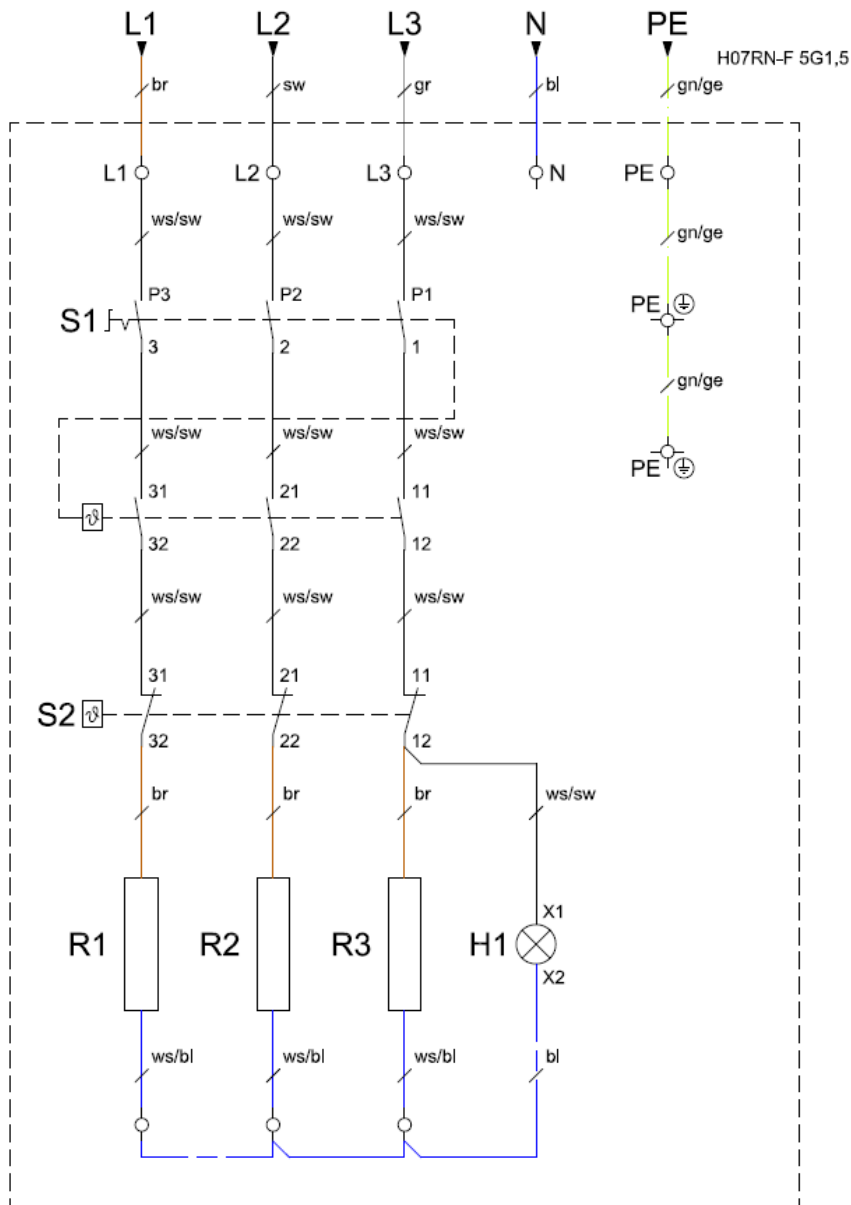 L1 L2 L3 N PE
H07RN-F 5G1,5
br sw gr bl gn/ge
L1 L2 L3 N PE
ws/sw ws/sw ws/sw gn/ge
P3 P2 P1 PE
S1
3 2 1
gn/ge
ws/sw ws/sw ws/sw
PE
31 21 11
ϑ
32 22 12
ws/sw ws/sw ws/sw
31 21 11
S2 ϑ
32 22 12
br br br ws/sw
X1
R1 R2 R3 H1
X2
ws/bl ws/bl ws/bl bl